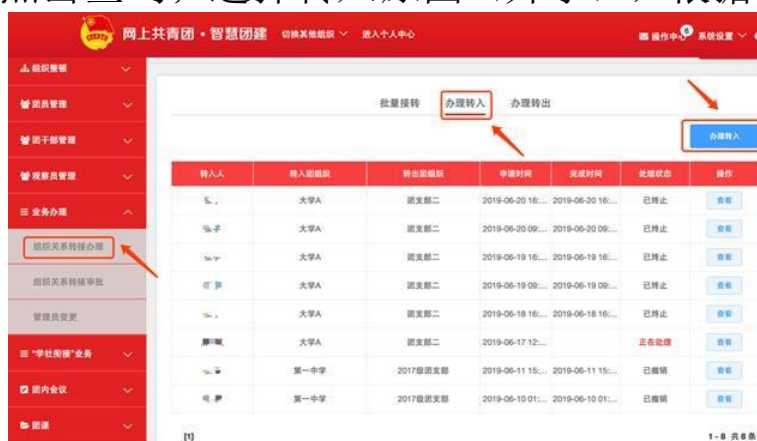 网上共青团·智慧团建 切换其他组织 进入个人中心 操作中心 6 系统设置
组织整顿
团员管理
团干部管理
观察员管理
业务办理
组织关系转接办理
组织关系转接审批
管理员变更
"学社衔接"业务
团内会议
团课
批量接转 办理转入 办理转出
办理转入
转入人 转入团组织 转出团组织 申请时间 完成时间 处理状态 操作
大学A 团支部二 2019-06-20 16:... 2019-06-20 16:... 已终止 查看
大学A 团支部二 2019-06-20 09:... 2019-06-20 09:... 已终止 查看
大学A 团支部二 2019-06-19 16:... 2019-06-19 16:... 已终止 查看
大学A 团支部二 2019-06-19 09:... 2019-06-19 09:... 已终止 查看
大学A 团支部二 2019-06-18 16:... 2019-06-18 16:... 已终止 查看
大学A 团支部二 2019-06-17 12:... 正在处理 查看
第一中学 2017级团支部 2019-06-11 15:... 2019-06-11 15:... 已撤销 查看
第一中学 2017级团支部 2019-06-10 01:... 2019-06-10 01:... 已撤销 查看
[1] 1-8 共8条